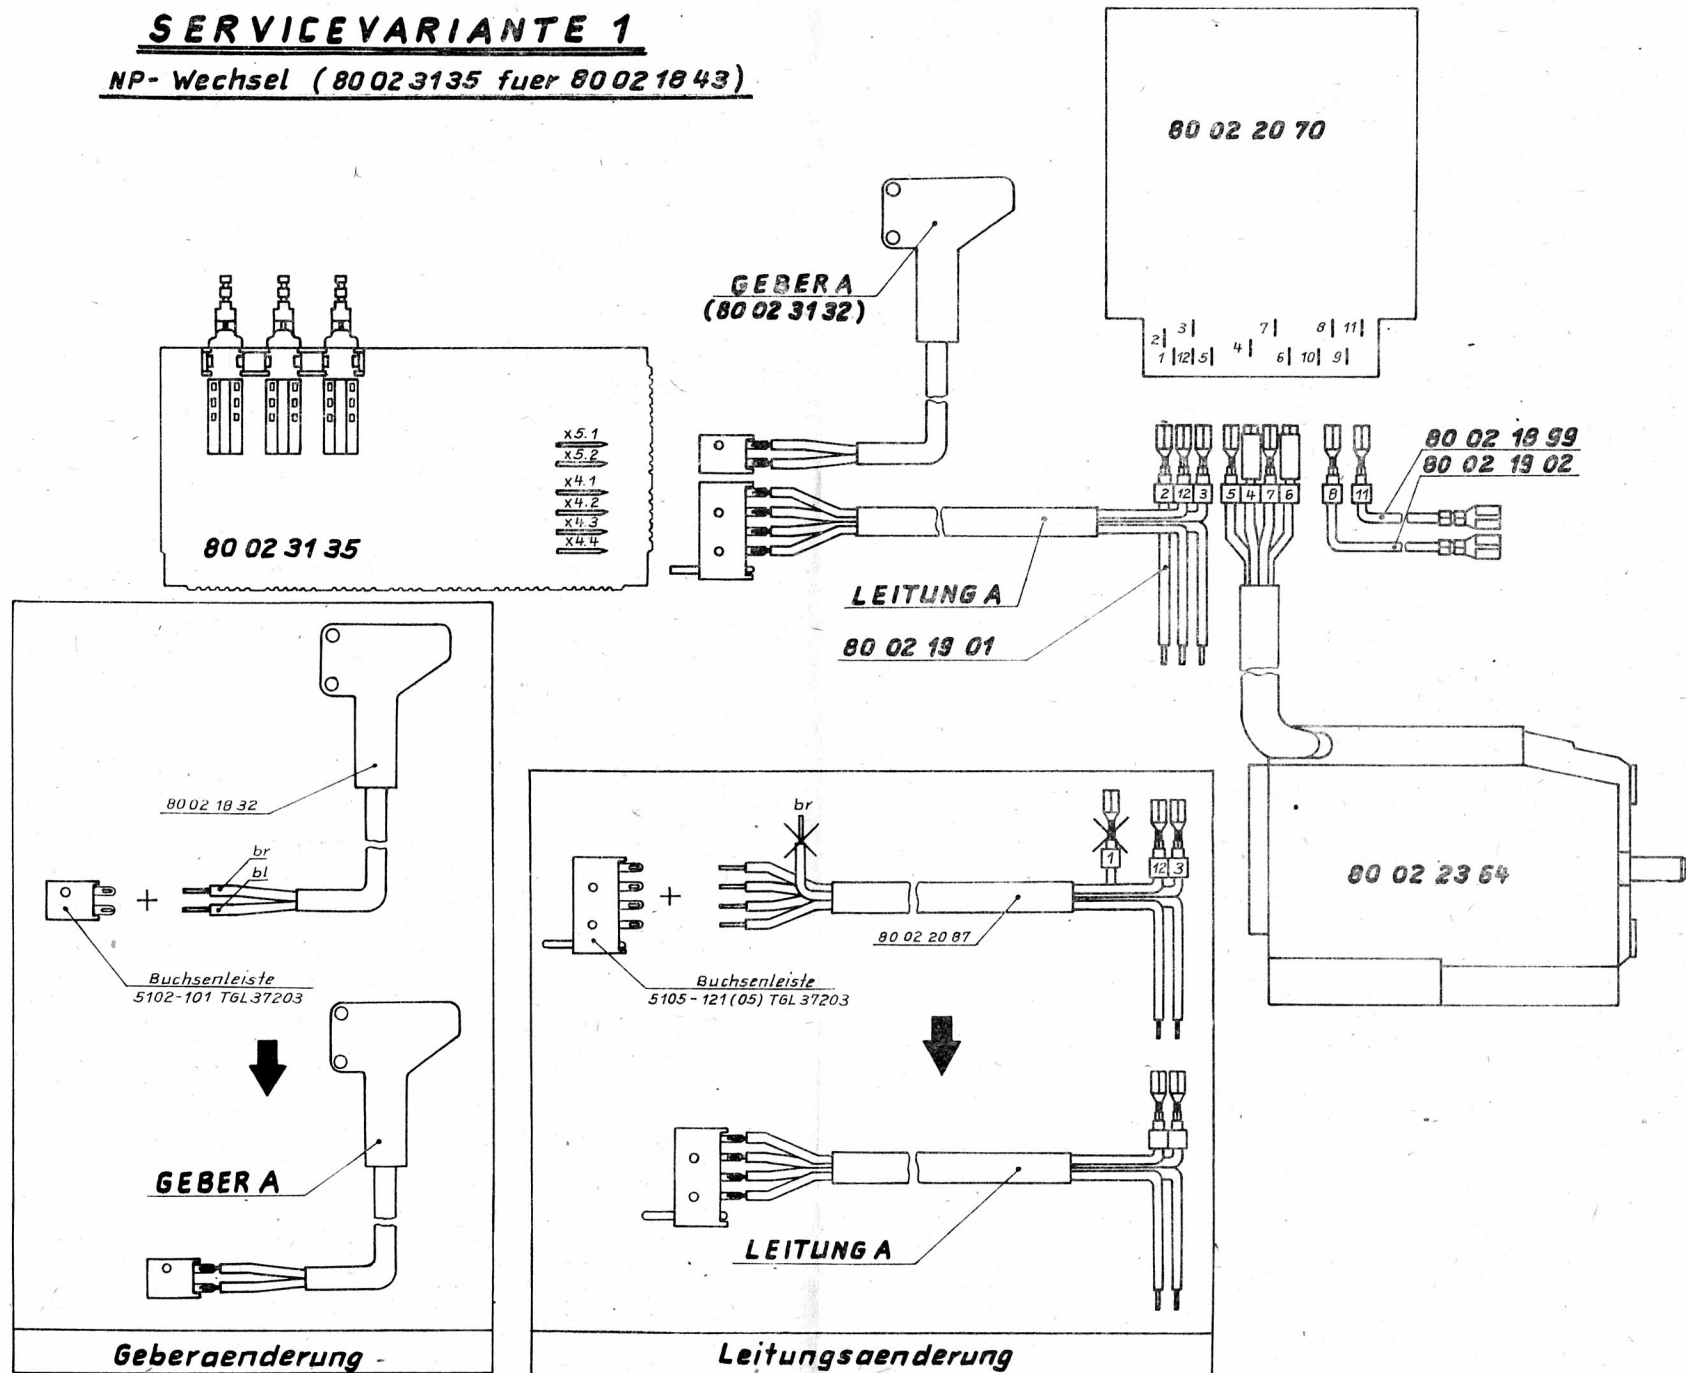 SERVICEVARIANTE 1
NP- Wechsel (80 02 31 35 fuer 80 02 18 43)
80 02 20 70
GEBER A
(80 02 31 32)
3 7 8 11
2 4
1 12 5 6 10 9
x5.1
x5.2
x4.1
x4.2
x4.3
x4.4
80 02 31 35
80 02 18 99
80 02 19 02
2 12 3 5 4 7 6 8 11
LEITUNG A
80 02 19 01
80 02 18 32
br
bl
+
Buchsenleiste
5102-101 TGL 37203
GEBER A
Geberaenderung
br
1
12 3
+
80 02 20 87
Buchsenleiste
5105-121(05) TGL 37203
LEITUNG A
Leitungsaenderung
80 02 23 64